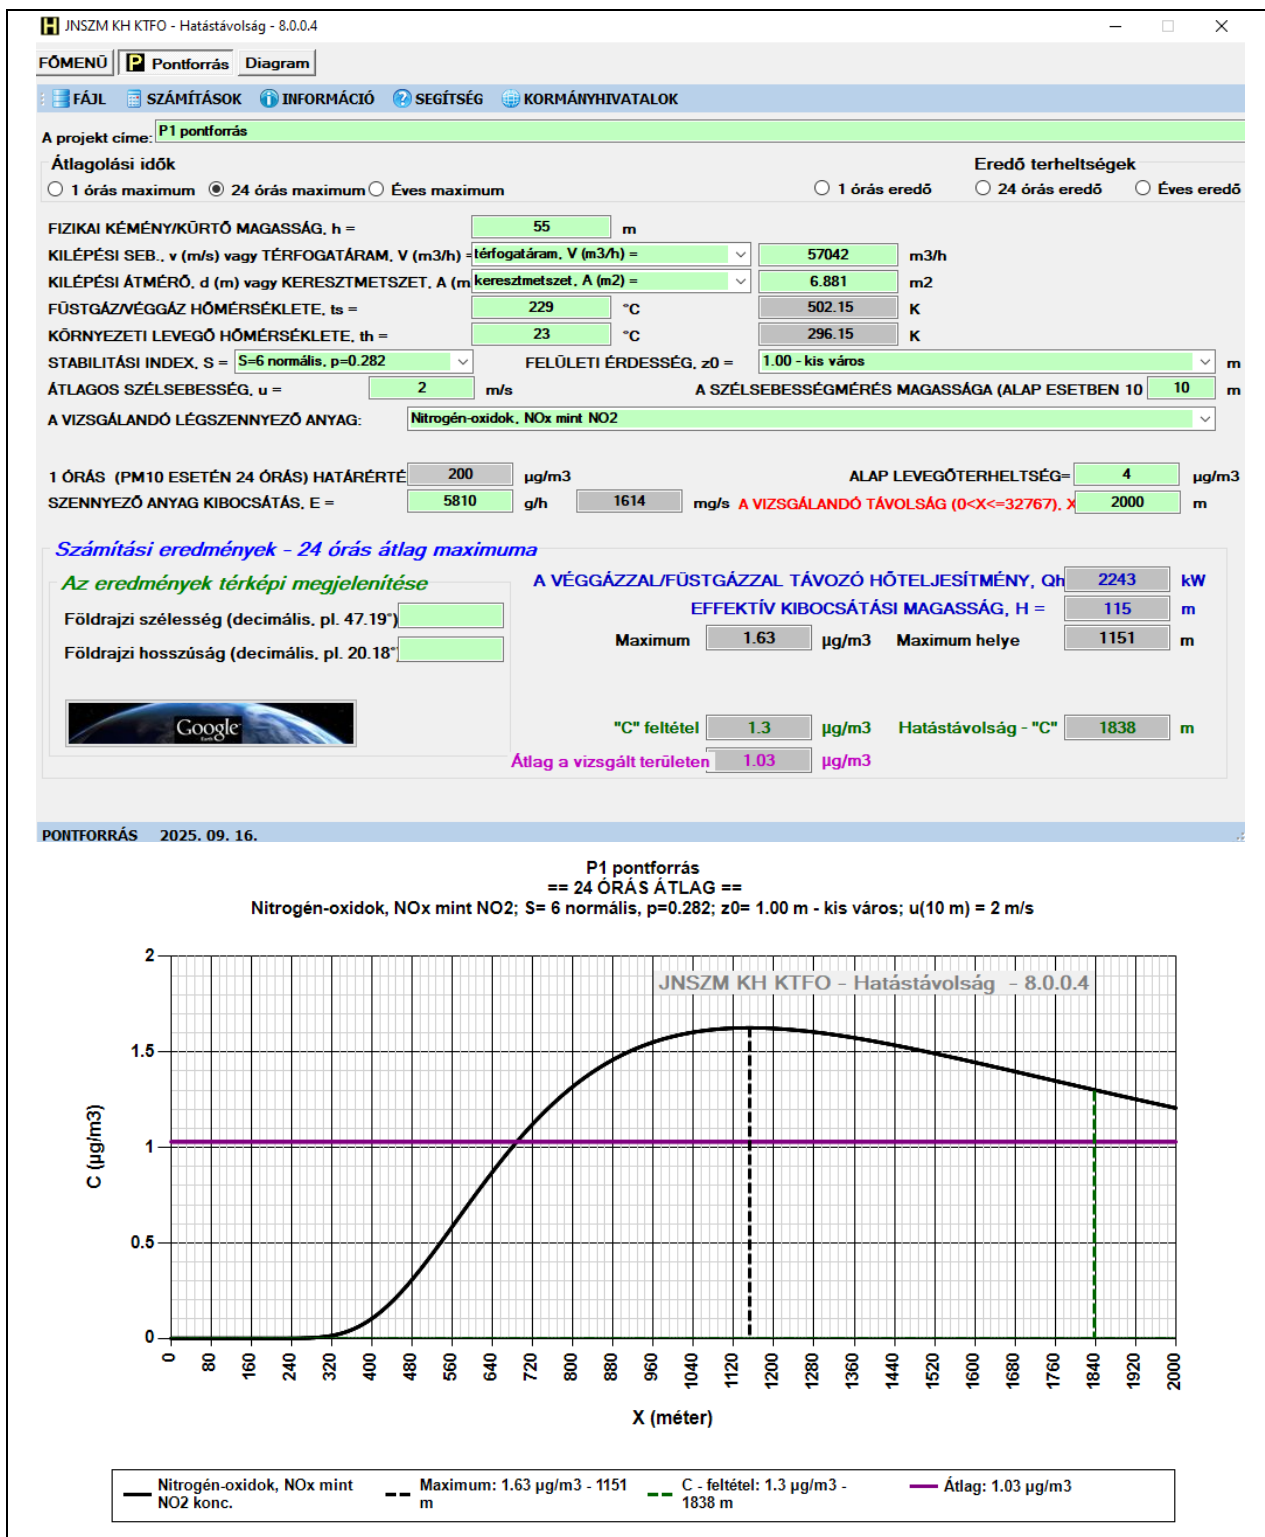 JNSZM KH KTFO - Hatástávolság - 8.0.0.4
FŐMENÜ P Pontforrás Diagram
FÁJL SZÁMÍTÁSOK INFORMÁCIÓ SEGÍTSÉG KORMÁNYHIVATALOK
A projekt címe: P1 pontforrás
Átlagolási idők Eredő terheltségek
1 órás maximum 24 órás maximum Éves maximum 1 órás eredő 24 órás eredő Éves eredő
FIZIKAI KÉMÉNY/KÜRTŐ MAGASSÁG, h = 55 m
KILÉPÉSI SEB., v (m/s) vagy TÉRFOGATÁRAM, V (m3/h) = térfogatáram, V (m3/h) = 57042 m3/h
KILÉPÉSI ÁTMÉRŐ, d (m) vagy KERESZTMETSZET, A (m keresztmetszet, A (m2) = 6.881 m2
FÜSTGÁZ/VÉGGÁZ HŐMÉRSÉKLETE, ts = 229 °C 502.15 K
KÖRNYEZETI LEVEGŐ HŐMÉRSÉKLETE, th = 23 °C 296.15 K
STABILITÁSI INDEX, S = S=6 normális, p=0.282 FELÜLETI ÉRDESSÉG, z0 = 1.00 - kis város m
ÁTLAGOS SZÉLSEBESSÉG, u = 2 m/s A SZÉLSEBESSÉGMÉRÉS MAGASSÁGA (ALAP ESETBEN 10 10 m
A VIZSGÁLANDÓ LÉGSZENNYEZŐ ANYAG: Nitrogén-oxidok, NOx mint NO2
1 ÓRÁS (PM10 ESETÉN 24 ÓRÁS) HATÁRÉRTÉ 200 µg/m3 ALAP LEVEGŐTERHELTSÉG= 4 µg/m3
SZENNYEZŐ ANYAG KIBOCSÁTÁS, E = 5810 g/h 1614 mg/s A VIZSGÁLANDÓ TÁVOLSÁG (0<X<=32767), X 2000 m
Számítási eredmények - 24 órás átlag maximuma
Az eredmények térképi megjelenítése A VÉGGÁZZAL/FÜSTGÁZZAL TÁVOZÓ HŐTELJESÍTMÉNY, Qh 2243 kW
Földrajzi szélesség (decimális, pl. 47.19°) EFFEKTÍV KIBOCSÁTÁSI MAGASSÁG, H = 115 m
Maximum 1.63 µg/m3 Maximum helye 1151 m
Földrajzi hosszúság (decimális, pl. 20.18°)
Google Earth
"C" feltétel 1.3 µg/m3 Hatástávolság - "C" 1838 m
Átlag a vizsgált területen 1.03 µg/m3
PONTFORRÁS 2025. 09. 16.
P1 pontforrás
== 24 ÓRÁS ÁTLAG ==
Nitrogén-oxidok, NOx mint NO2; S= 6 normális, p=0.282; z0= 1.00 m - kis város; u(10 m) = 2 m/s
JNSZM KH KTFO - Hatástávolság - 8.0.0.4
2
1.5
1
0.5
0
C (µg/m3)
0 80 160 240 320 400 480 560 640 720 800 880 960 1040 1120 1200 1280 1360 1440 1520 1600 1680 1760 1840 1920 2000
X (méter)
Nitrogén-oxidok, NOx mint NO2 konc.
Maximum: 1.63 µg/m3 - 1151 m
C - feltétel: 1.3 µg/m3 - 1838 m
Átlag: 1.03 µg/m3